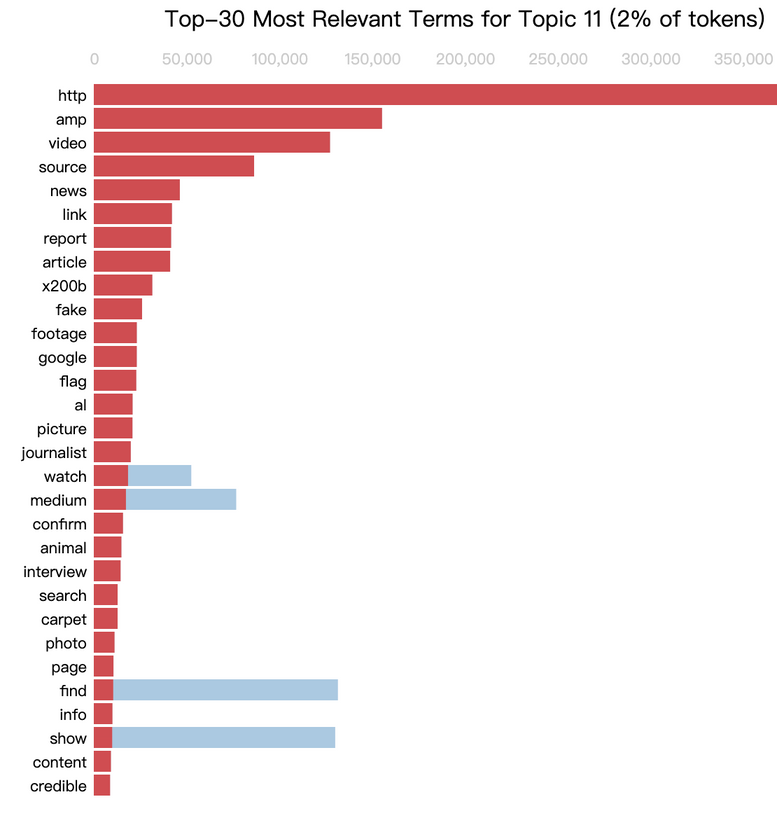 Top-30 Most Relevant Terms for Topic 11 (2% of tokens)
0 50,000 100,000 150,000 200,000 250,000 300,000 350,000
http
amp
video
source
news
link
report
article
x200b
fake
footage
google
flag
al
picture
journalist
watch
medium
confirm
animal
interview
search
carpet
photo
page
find
info
show
content
credible